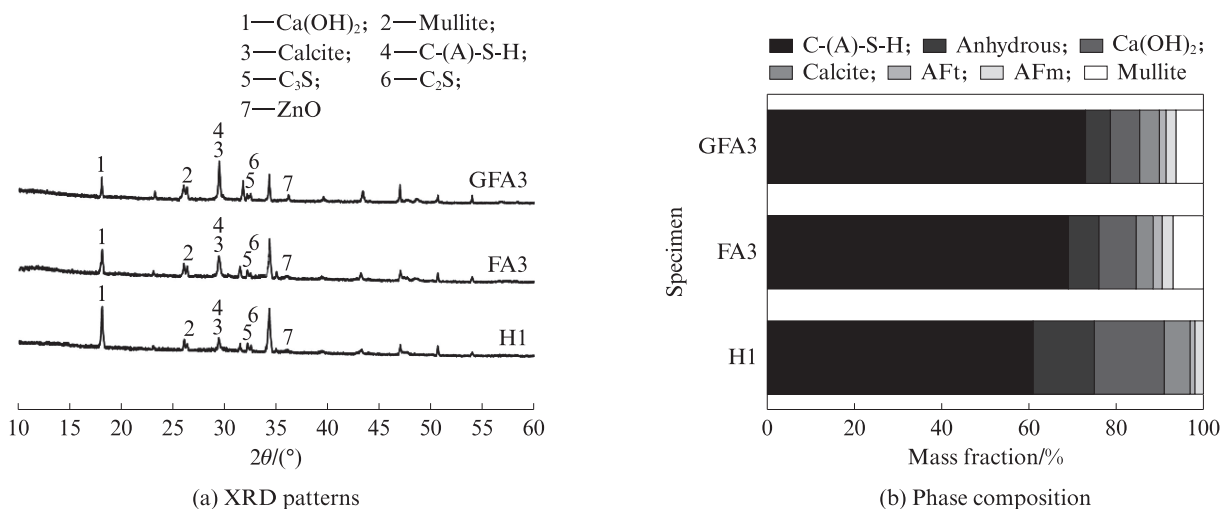 1—Ca(OH)₂; 2—Mullite;
3—Calcite; 4—C-(A)-S-H;
5—C₃S; 6—C₂S;
7—ZnO
1 2 4 3 6 5 7 GFA3
1 2 4 3 6 5 7 FA3
1 2 4 3 6 5 7 H1
10 15 20 25 30 35 40 45 50 55 60
2θ/(°)
(a) XRD patterns
C-(A)-S-H; Anhydrous; Ca(OH)₂;
Calcite; AFt; AFm; Mullite
Specimen
GFA3
FA3
H1
0 20 40 60 80 100
Mass fraction/%
(b) Phase composition